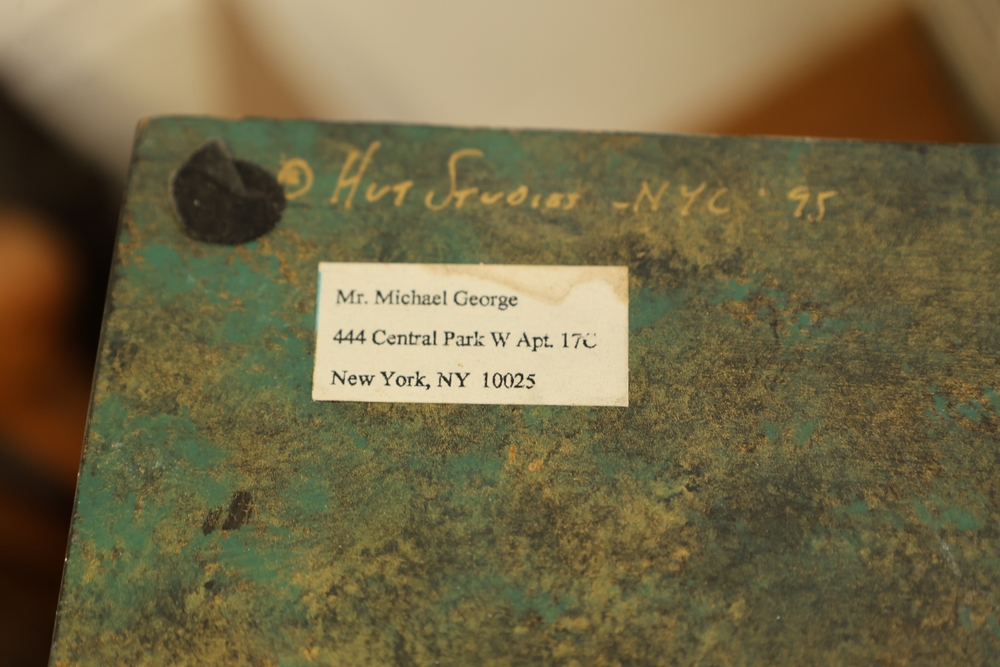 © Hut Studios - NYC '95
Mr. Michael George
444 Central Park W Apt. 17C
New York, NY 10025